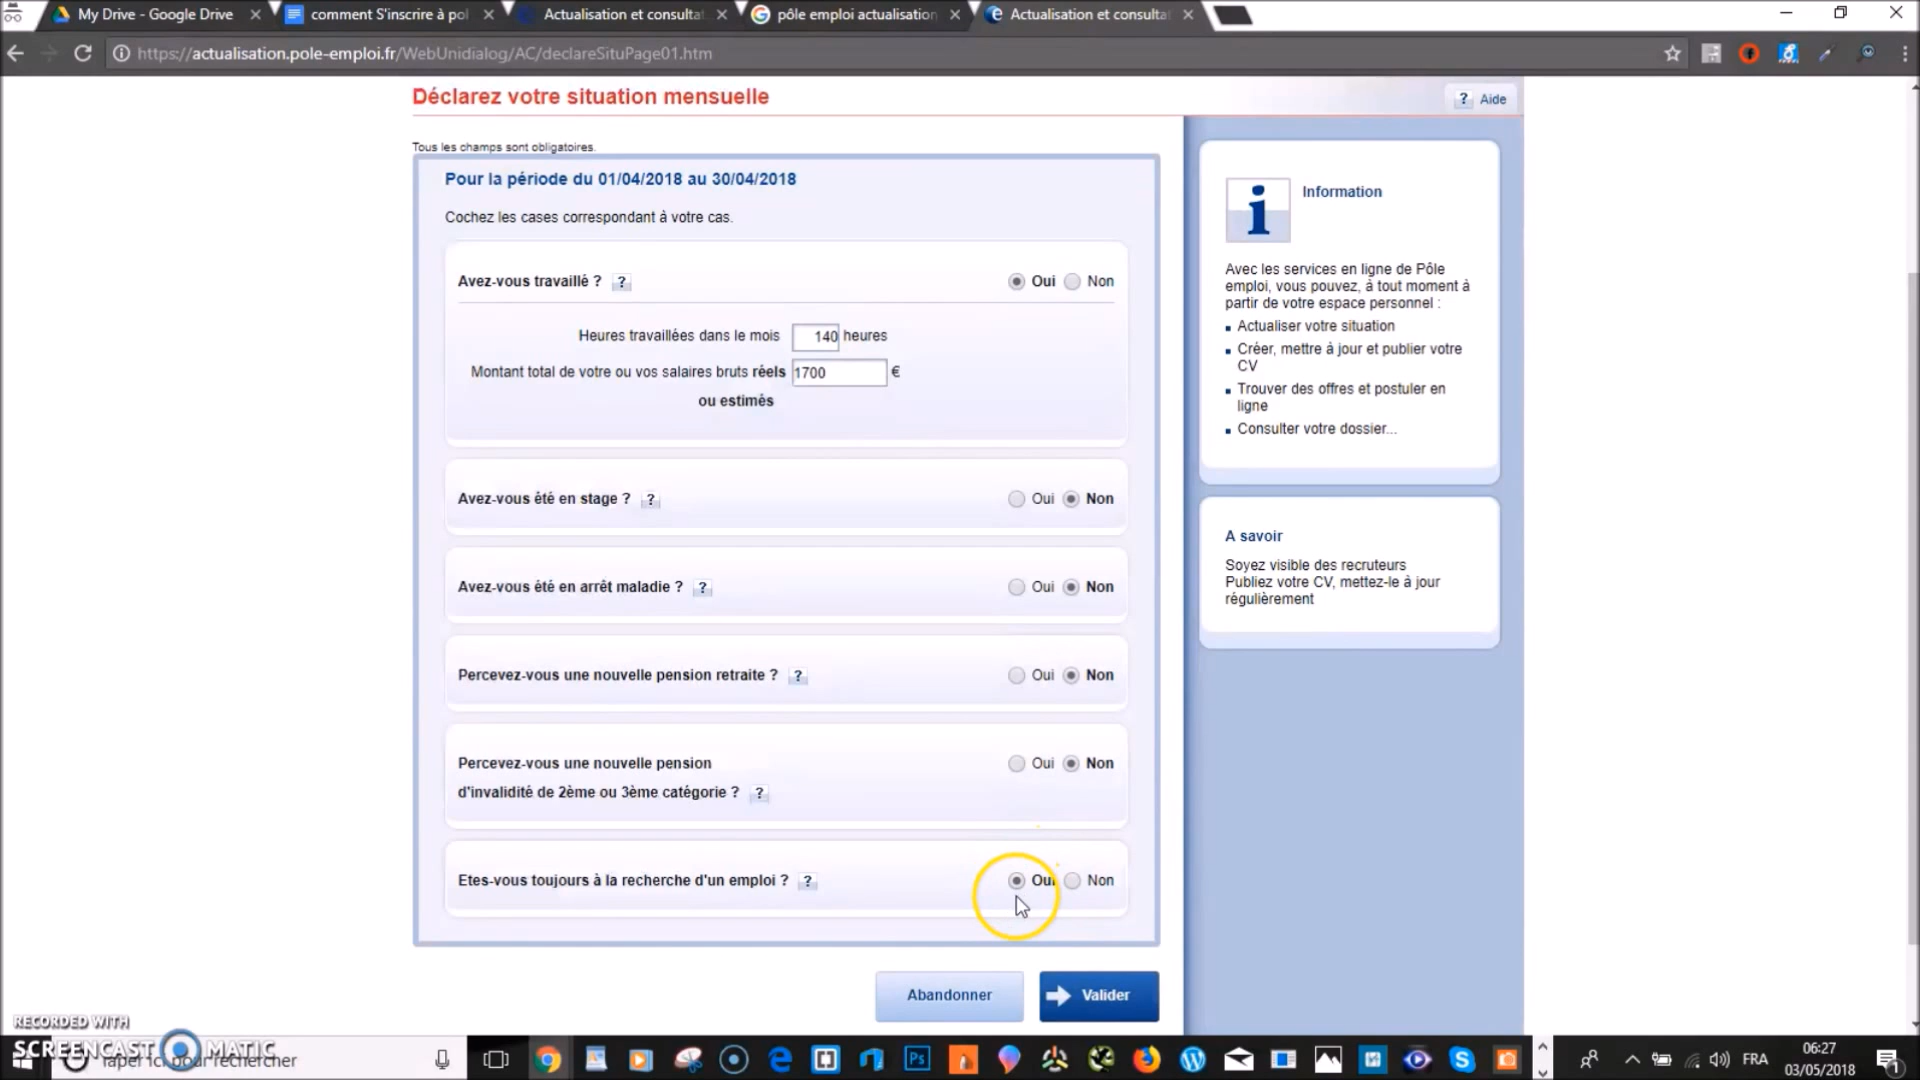 My Drive - Google Drive
comment S'inscrire à pol
Actualisation et consultat
pôle emploi actualisation
Actualisation et consultat
https://actualisation.pole-emploi.fr/WebUnidialog/AC/declareSituPage01.htm
Déclarez votre situation mensuelle
? Aide
Tous les champs sont obligatoires.
Pour la période du 01/04/2018 au 30/04/2018
Cochez les cases correspondant à votre cas.
Avez-vous travaillé ? ? Oui Non
Heures travaillées dans le mois 140 heures
Montant total de votre ou vos salaires bruts réels 1700 €
ou estimés
Avez-vous été en stage ? ? Oui Non
Avez-vous été en arrêt maladie ? ? Oui Non
Percevez-vous une nouvelle pension retraite ? ? Oui Non
Percevez-vous une nouvelle pension Oui Non
d'invalidité de 2ème ou 3ème catégorie ? ?
Etes-vous toujours à la recherche d'un emploi ? ? Oui Non
Abandonner
Valider
i Information
Avec les services en ligne de Pôle
emploi, vous pouvez, à tout moment à
partir de votre espace personnel :
Actualiser votre situation
Créer, mettre à jour et publier votre
CV
Trouver des offres et postuler en
ligne
Consulter votre dossier...
A savoir
Soyez visible des recruteurs
Publiez votre CV, mettez-le à jour
régulièrement
RECORDED WITH
SCREENCAST MATIC
Taper ici pour rechercher
Ps
FRA
06:27
03/05/2018
1